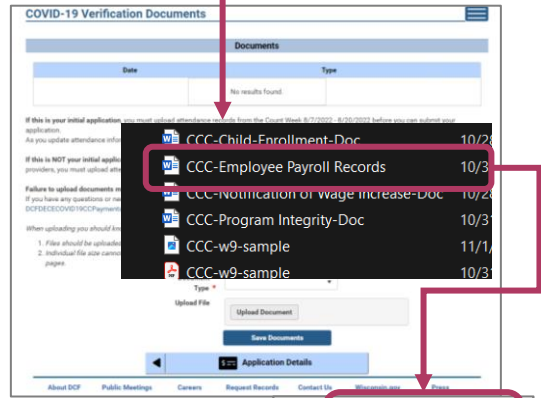 COVID-19 Verification Documents
Documents
Date Type
No results found.
If this is your initial application, you must upload attendance records from the Count Week 8/7/2022 - 8/20/2022 before you can submit your
application.
As you update attendance infor
If this is NOT your initial applic
providers, you must upload atte
Failure to upload documents m
If you have any questions or nee
DCFDECECOVID19CCPayment
When uploading you should kno
1. Files should be uploaded
2. Individual file size canno
pages.
CCC-Child-Enrollment-Doc 10/28
CCC-Employee Payroll Records 10/3
CCC-Notification of Wage Increase-Doc 10/28
CCC-Program Integrity-Doc 10/31
CCC-w9-sample 11/1/
CCC-w9-sample 10/31
Type *
Upload File
Upload Document
Save Documents
Application Details
About DCF Public Meetings Careers Request Records Contact Us Wisconsin.gov Press